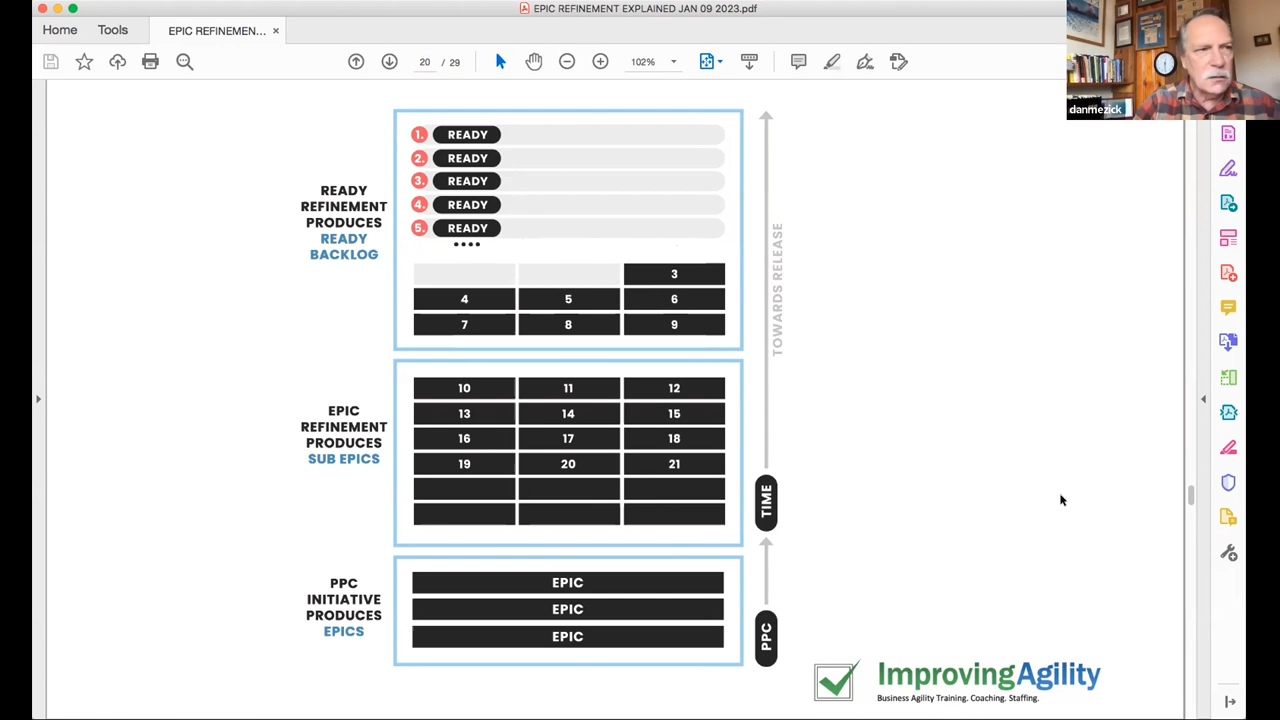 EPIC REFINEMENT EXPLAINED JAN 09 2023.pdf
Home Tools EPIC REFINEMEN... ×
20 / 29 102%
danmezick
1. READY
2. READY
3. READY
4. READY
5. READY
....
READY
REFINEMENT
PRODUCES
READY
BACKLOG
3
4 5 6
7 8 9
TOWARDS RELEASE
10 11 12
13 14 15
16 17 18
19 20 21
EPIC
REFINEMENT
PRODUCES
SUB EPICS
TIME
PPC
INITIATIVE
PRODUCES
EPICS
EPIC
EPIC
EPIC
PPC
ImprovingAgility
Business Agility Training. Coaching. Staffing.